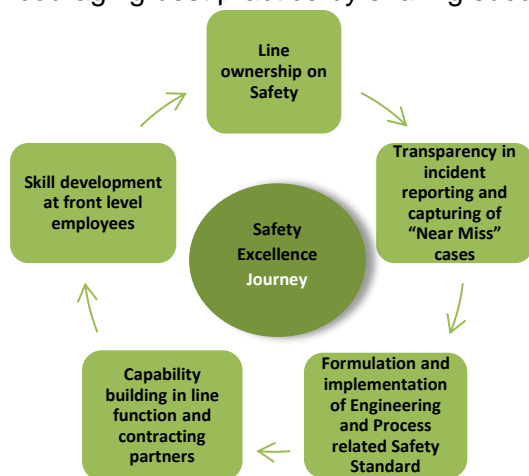 Line
ownership on
Safety
Transparency in
incident
reporting and
capturing of
“Near Miss”
cases
Formulation and
implementation
of Engineering
and Process
related Safety
Standard
Capability
building in line
function and
contracting
partners
Skill development
at front level
employees
Safety
Excellence
Journey